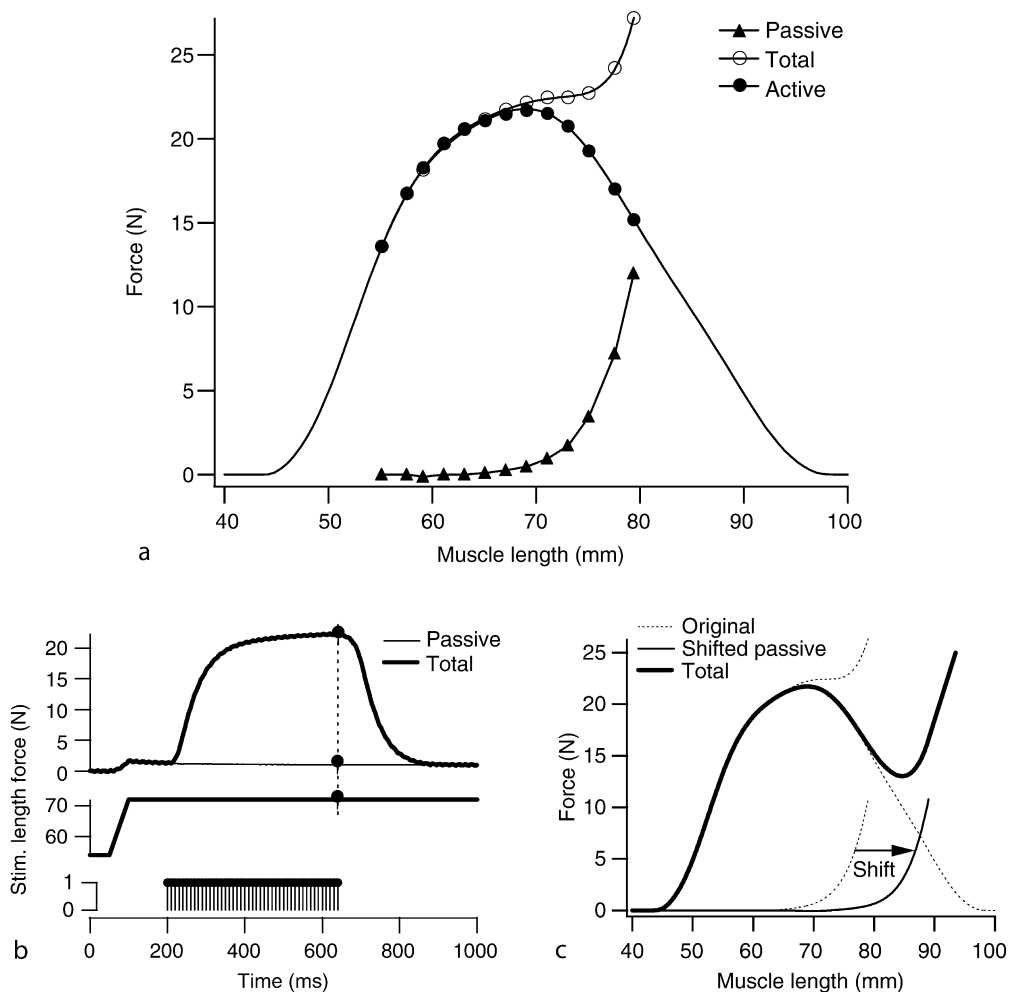 Passive
Total
Active
25
20
15
10
5
0
Force (N)
40 50 60 70 80 90 100
Muscle length (mm)
a
Passive
Total
20
15
10
5
0
70
60
1
0
Stim. length force (N)
0 200 400 600 800 1000
Time (ms)
b
Original
Shifted passive
Total
25
20
15
10
5
0
Force (N)
Shift
40 50 60 70 80 90 100
Muscle length (mm)
c